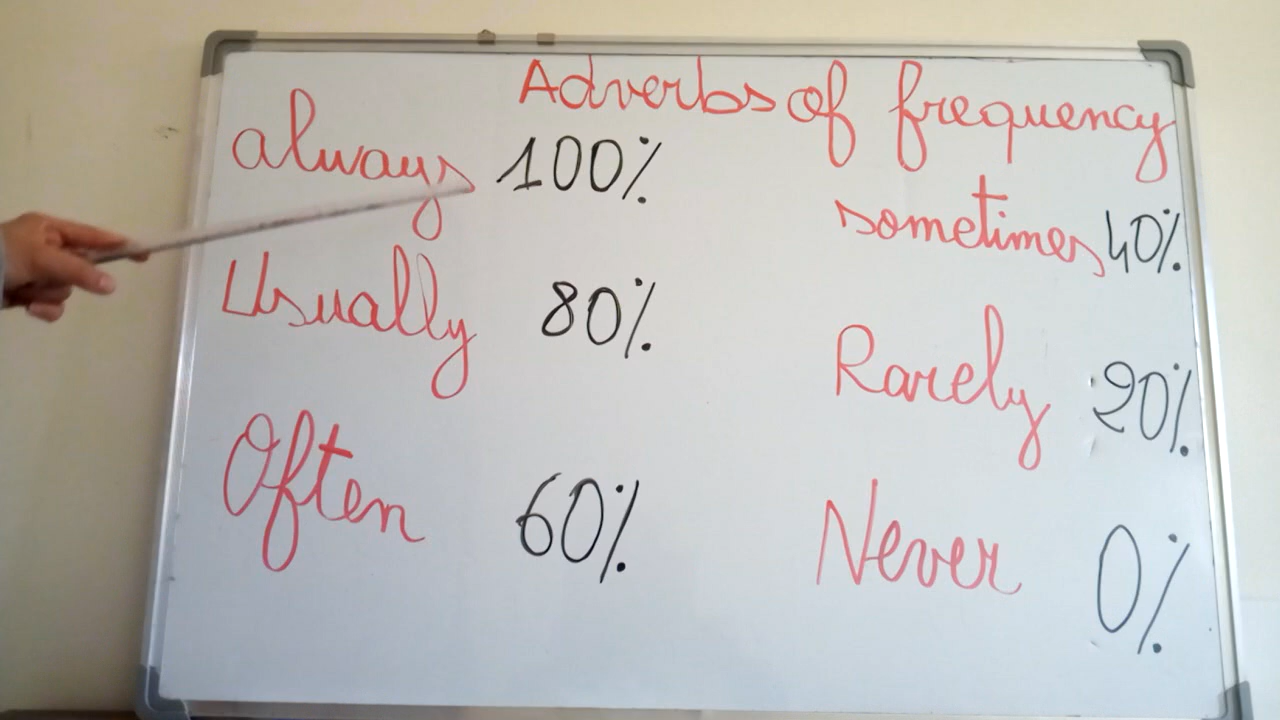 Adverbs of frequency
always 100%
Usually 80%
Often 60%
sometimes 40%
Rarely 20%
Never 0%